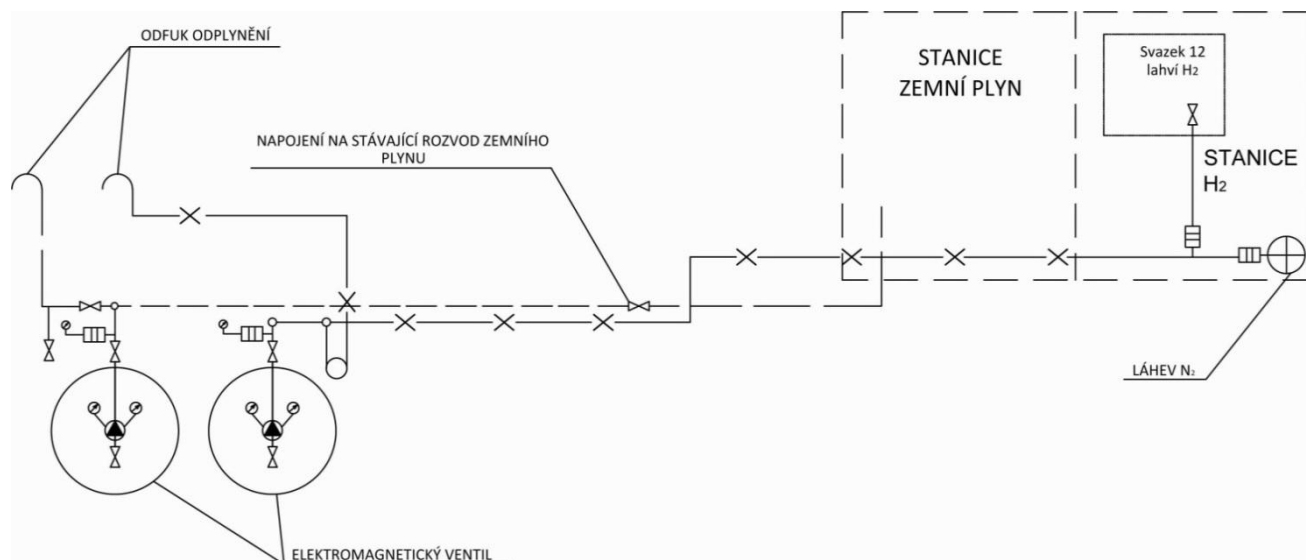 ODFUK ODPLYNĚNÍ
NAPOJENÍ NA STÁVAJÍCÍ ROZVOD ZEMNÍHO
PLYNU
STANICE
ZEMNÍ PLYN
Svazek 12
lahví H₂
STANICE
H₂
LÁHEV N₂
ELEKTROMAGNETICKÝ VENTIL